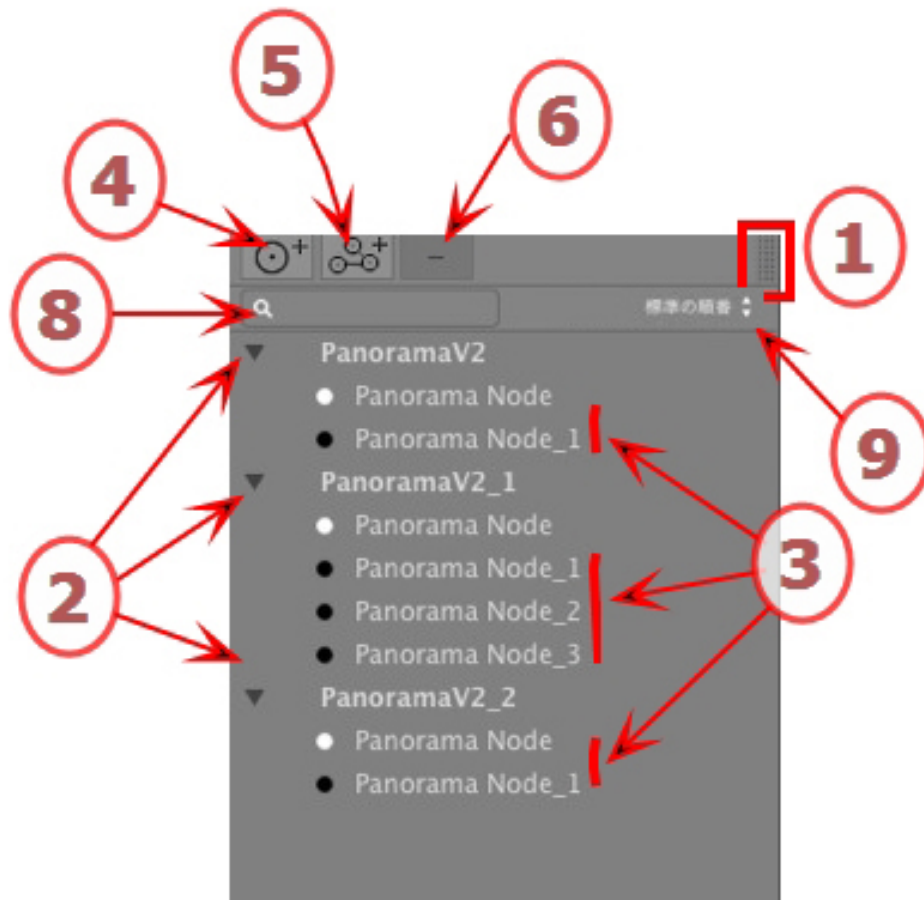 5
6
4
1
8
標準の順番
PanoramaV2
Panorama Node
Panorama Node_1
9
PanoramaV2_1
Panorama Node
Panorama Node_1
3
2
Panorama Node_2
Panorama Node_3
PanoramaV2_2
Panorama Node
Panorama Node_1